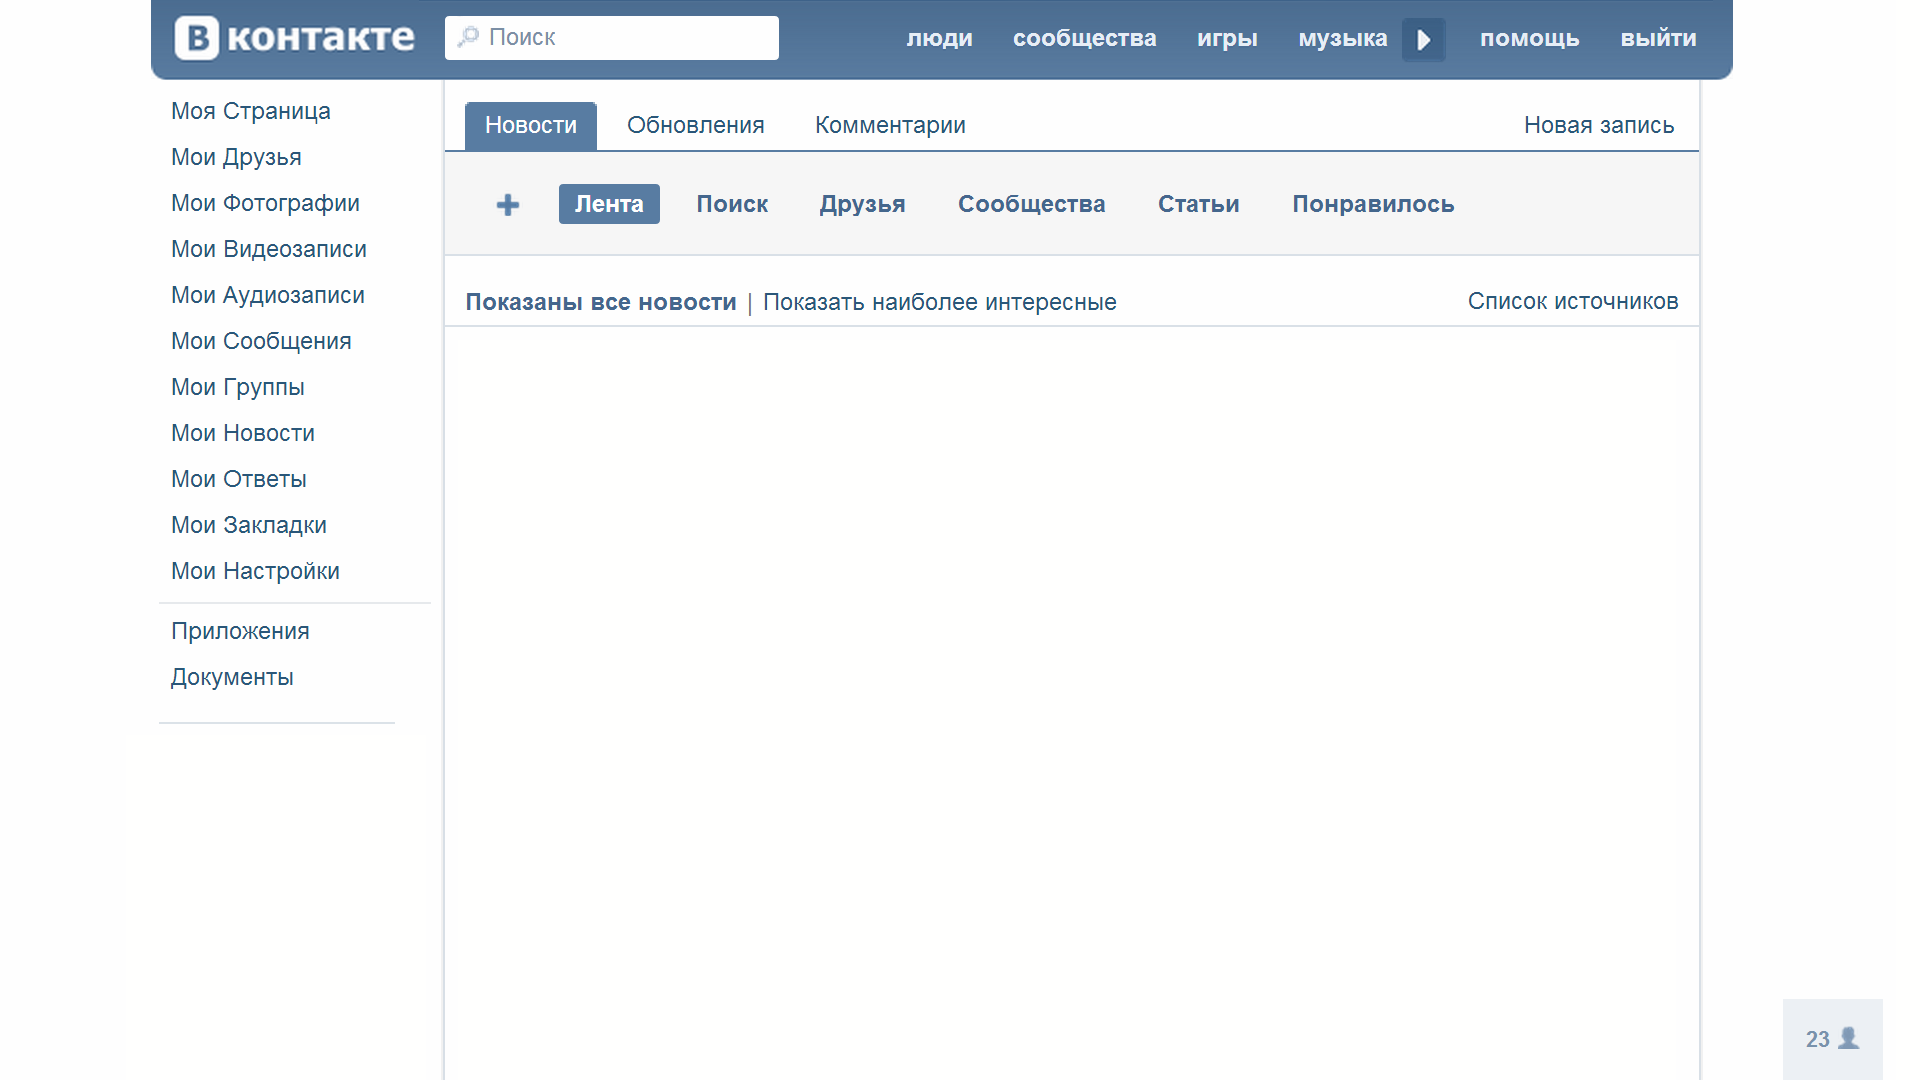 В контакте
Поиск
люди сообщества игры музыка помощь выйти
Моя Страница
Мои Друзья
Мои Фотографии
Мои Видеозаписи
Мои Аудиозаписи
Мои Сообщения
Мои Группы
Мои Новости
Мои Ответы
Мои Закладки
Мои Настройки
Приложения
Документы
Новости Обновления Комментарии Новая запись
Лента Поиск Друзья Сообщества Статьи Понравилось
Показаны все новости | Показать наиболее интересные Список источников
23